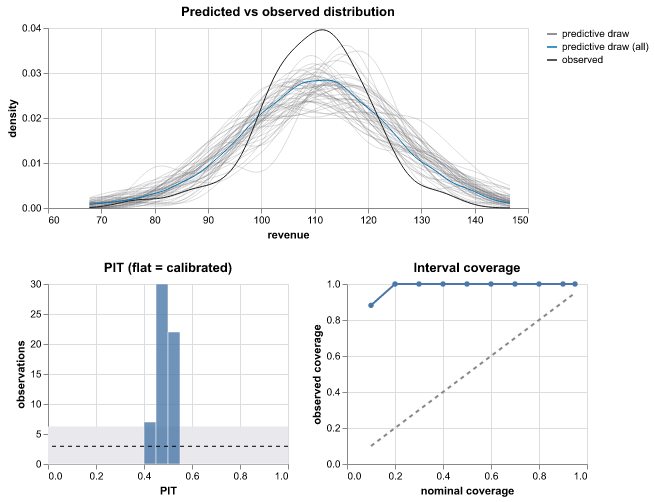 Predicted vs observed distribution
0.04
0.03
0.02
0.01
0.00
density
60 70 80 90 100 110 120 130 140 150
revenue
predictive draw
predictive draw (all)
observed
PIT (flat = calibrated)
30
25
20
15
10
5
0
observations
0.0 0.2 0.4 0.6 0.8 1.0
PIT
Interval coverage
1.0
0.8
0.6
0.4
0.2
0.0
observed coverage
0.0 0.2 0.4 0.6 0.8 1.0
nominal coverage